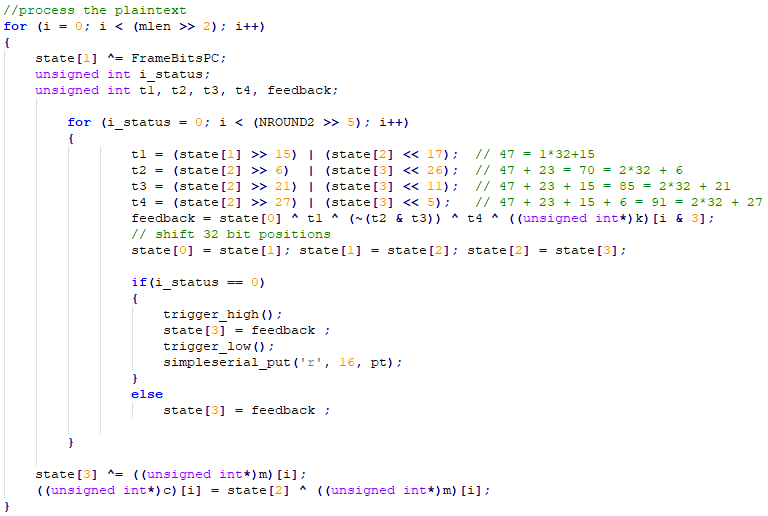 //process the plaintext
for (i = 0; i < (mlen >> 2); i++)
{
    state[1] ^= FrameBitsPC;
    unsigned int i_status;
    unsigned int t1, t2, t3, t4, feedback;

        for (i_status = 0; i < (NROUND2 >> 5); i++)
        {
                t1 = (state[1] >> 15) | (state[2] << 17);  // 47 = 1*32+15
                t2 = (state[2] >> 6)  | (state[3] << 26);  // 47 + 23 = 70 = 2*32 + 6
                t3 = (state[2] >> 21) | (state[3] << 11);  // 47 + 23 + 15 = 85 = 2*32 + 21
                t4 = (state[2] >> 27) | (state[3] << 5);   // 47 + 23 + 15 + 6 = 91 = 2*32 + 27
                feedback = state[0] ^ t1 ^ (~(t2 & t3)) ^ t4 ^ ((unsigned int*)k)[i & 3];
                // shift 32 bit positions
                state[0] = state[1]; state[1] = state[2]; state[2] = state[3];

                if(i_status == 0)
                {
                    trigger_high();
                    state[3] = feedback ;
                    trigger_low();
                    simpleserial_put('r', 16, pt);
                }
                else
                    state[3] = feedback ;

        }

    state[3] ^= ((unsigned int*)m)[i];
    ((unsigned int*)c)[i] = state[2] ^ ((unsigned int*)m)[i];
}